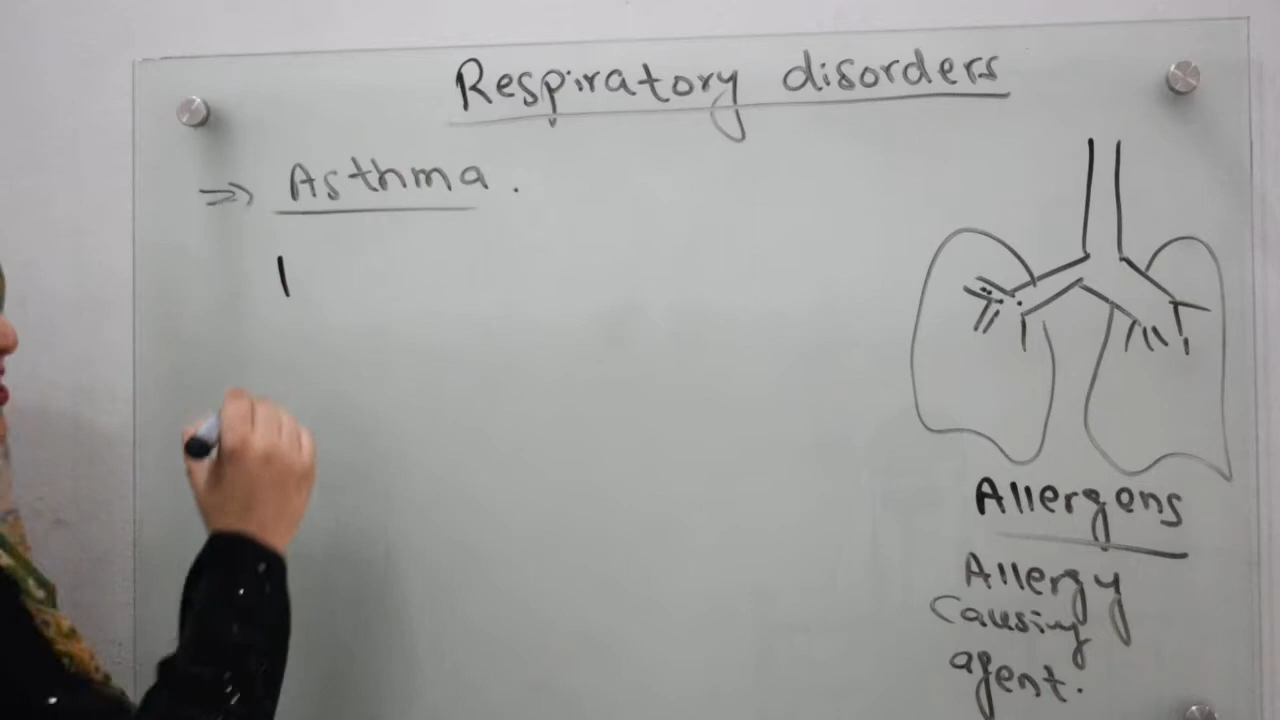 Respiratory disorders
⇒ Asthma.
Allergens
Allergy
Causing
agent.